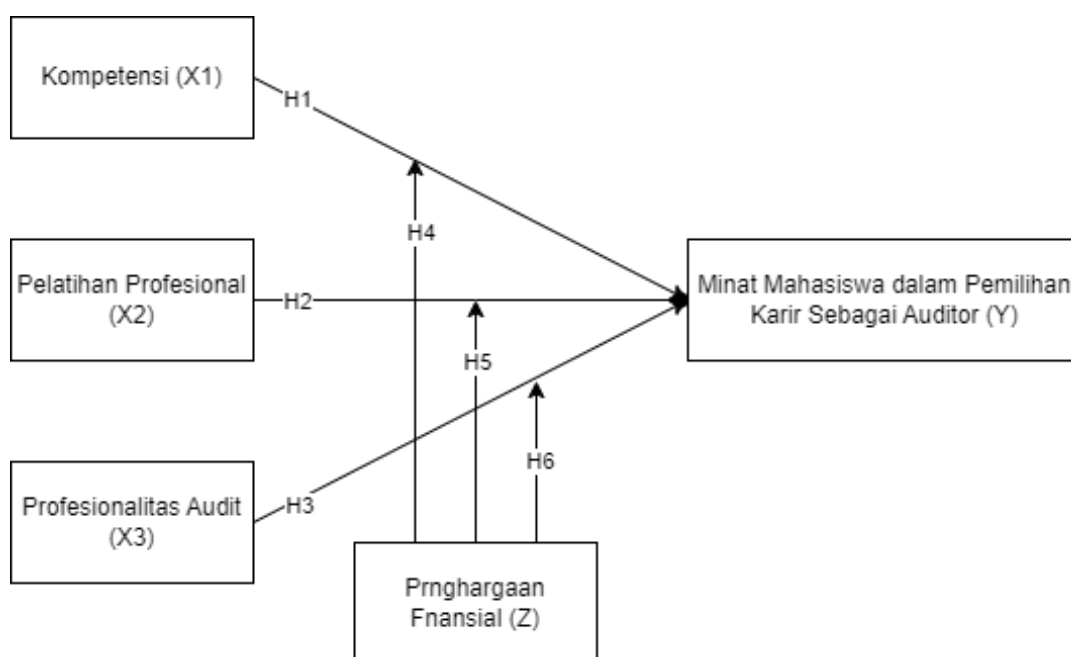 Kompetensi (X1)
H1
H4
Pelatihan Profesional
(X2)
H2
Minat Mahasiswa dalam Pemilihan
Karir Sebagai Auditor (Y)
H5
H6
Profesionalitas Audit
(X3)
H3
Prnghargaan
Fnansial (Z)